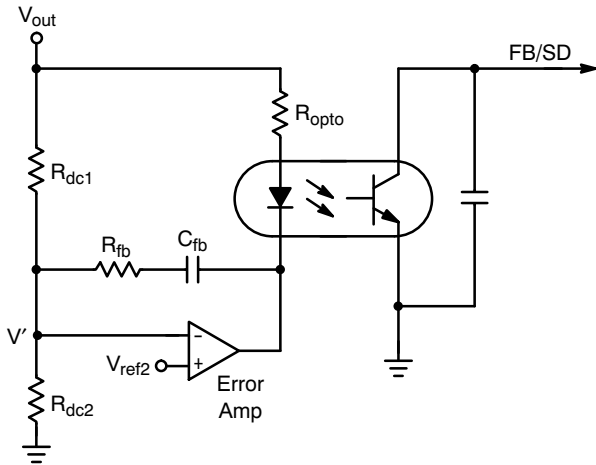 Vout
FB/SD
Ropto
Rdc1
Rfb
Cfb
V'
−
Vref2
+
Error
Amp
Rdc2